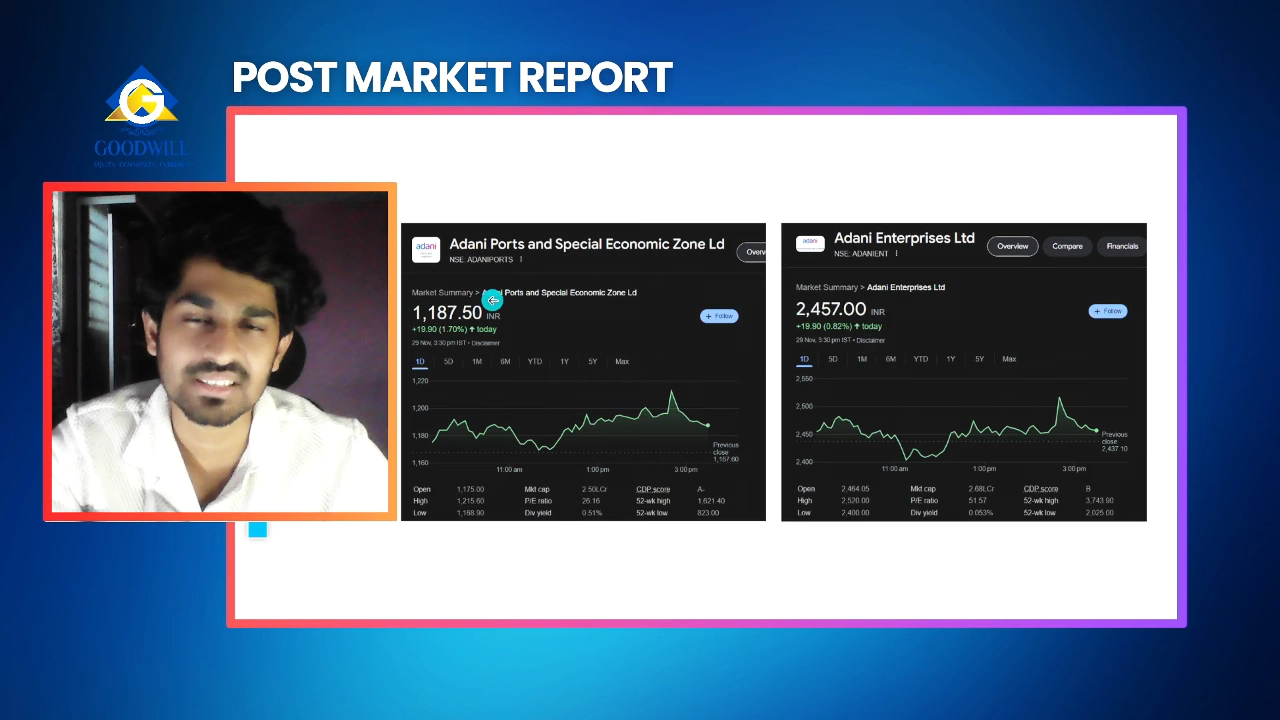 POST MARKET REPORT
G
GOODWILL
adani
Adani Ports and Special Economic Zone Ltd
NSE: ADANIPORTS
Overv
Market Summary > Ports and Special Economic Zone Ltd
1,187.50 INR
+ Follow
+19.90 (1.70%) ↑ today
29 Nov, 3:30 pm IST • Disclaimer
1D 5D 1M 6M YTD 1Y 5Y Max
1,220
1,200
1,180
1,160
Previous
close
1,167.60
11:00 am 1:00 pm 3:00 pm
Open 1,175.00 Mkt cap 2.50LCr CDP score A-
High 1,215.60 P/E ratio 26.16 52-wk high 1,621.40
Low 1,168.90 Div yield 0.51% 52-wk low 823.00
adani
Adani Enterprises Ltd
NSE: ADANIENT
Overview Compare Financials
Market Summary > Adani Enterprises Ltd
2,457.00 INR
+ Follow
+19.90 (0.82%) ↑ today
29 Nov, 3:30 pm IST • Disclaimer
1D 5D 1M 6M YTD 1Y 5Y Max
2,550
2,500
2,450
2,400
Previous
close
2,437.10
11:00 am 1:00 pm 3:00 pm
Open 2,464.05 Mkt cap 2.68LCr CDP score B
High 2,520.00 P/E ratio 51.57 52-wk high 3,743.90
Low 2,400.00 Div yield 0.053% 52-wk low 2,025.00